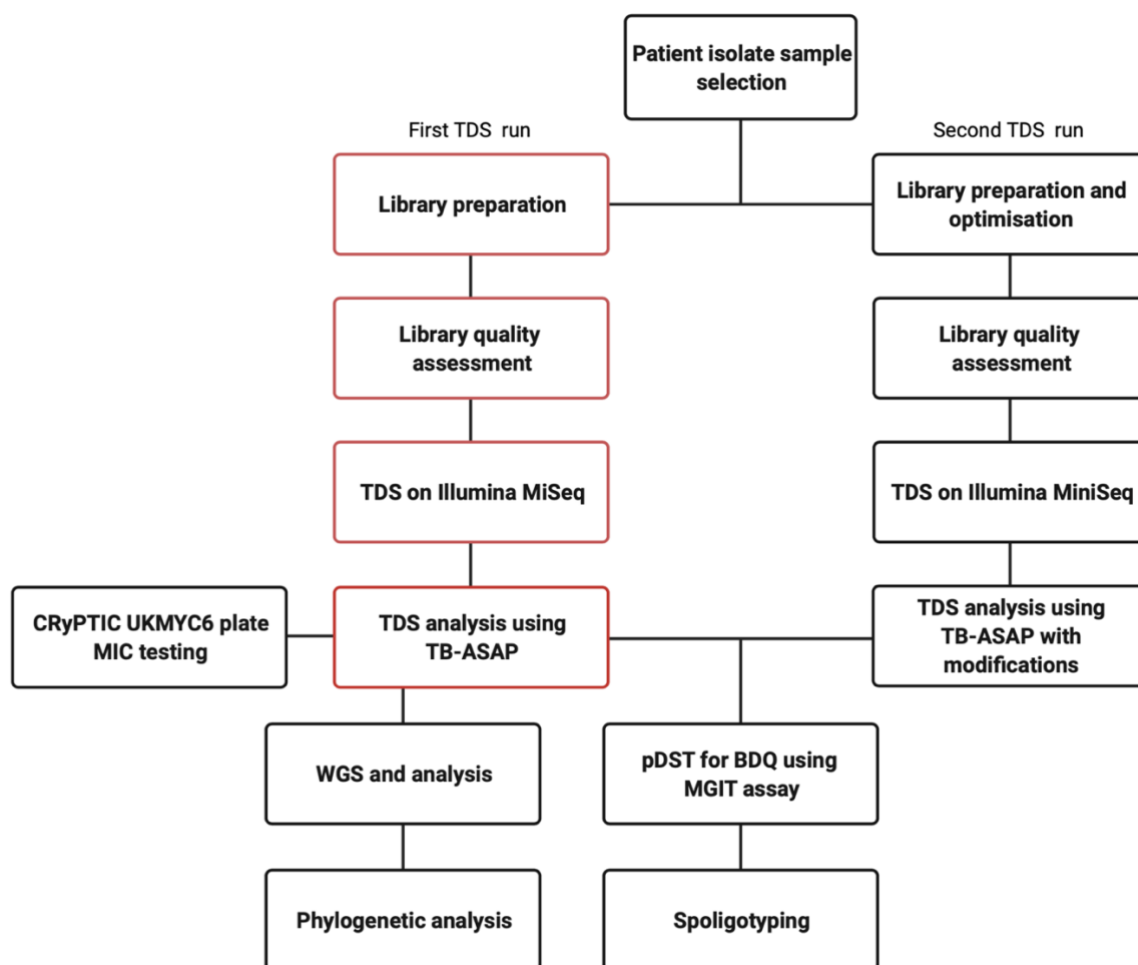 Patient isolate sample
selection
First TDS run
Second TDS run
Library preparation
Library preparation and
optimisation
Library quality
assessment
Library quality
assessment
TDS on Illumina MiSeq
TDS on Illumina MiniSeq
CRyPTIC UKMYC6 plate
MIC testing
TDS analysis using
TB-ASAP
TDS analysis using
TB-ASAP with
modifications
WGS and analysis
pDST for BDQ using
MGIT assay
Phylogenetic analysis
Spoligotyping